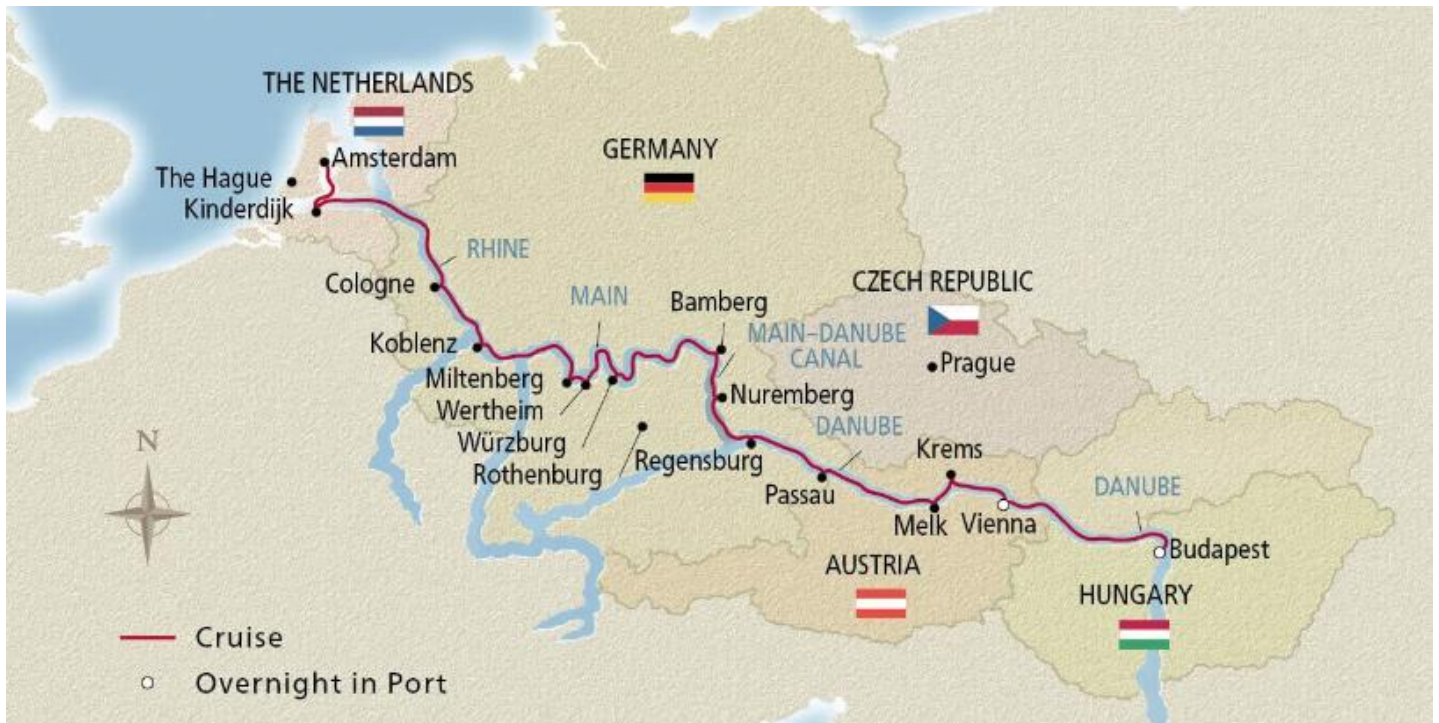 THE NETHERLANDS
Amsterdam
The Hague
Kinderdijk
GERMANY
RHINE
Cologne
MAIN
Bamberg
CZECH REPUBLIC
MAIN–DANUBE
CANAL
Prague
Koblenz
Miltenberg
Wertheim
Würzburg
Rothenburg
Nuremberg
Regensburg
DANUBE
Passau
Krems
Melk
Vienna
DANUBE
Budapest
AUSTRIA
HUNGARY
N
Cruise
Overnight in Port